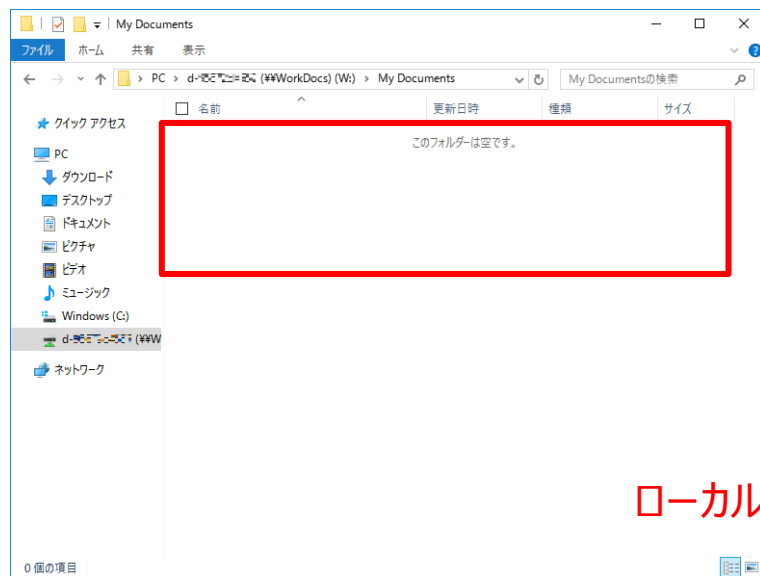 My Documents
ファイル ホーム 共有 表示
PC (¥¥WorkDocs) (W:) My Documents My Documentsの検索
名前 更新日時 種類 サイズ
クイック アクセス
このフォルダーは空です。
PC
ダウンロード
デスクトップ
ドキュメント
ピクチャ
ビデオ
ミュージック
Windows (C:)
(¥¥W
ネットワーク
ローカル
0 個の項目